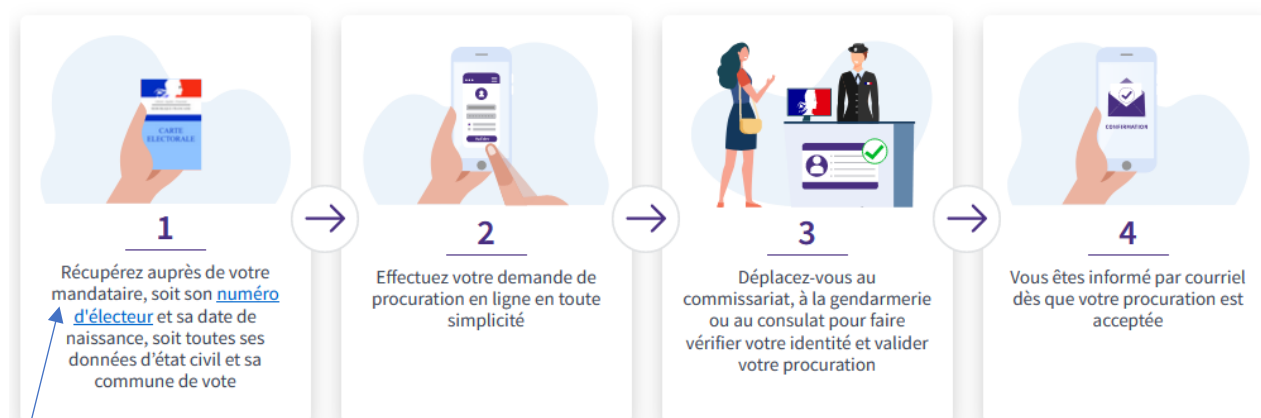 CARTE
ELECTORALE
1
Récupérez auprès de votre
mandataire, soit son numéro
d'électeur et sa date de
naissance, soit toutes ses
données d’état civil et sa
commune de vote
2
Effectuez votre demande de
procuration en ligne en toute
simplicité
3
Déplacez-vous au
commissariat, à la gendarmerie
ou au consulat pour faire
vérifier votre identité et valider
votre procuration
CONFIRMATION
4
Vous êtes informé par courriel
dès que votre procuration est
acceptée